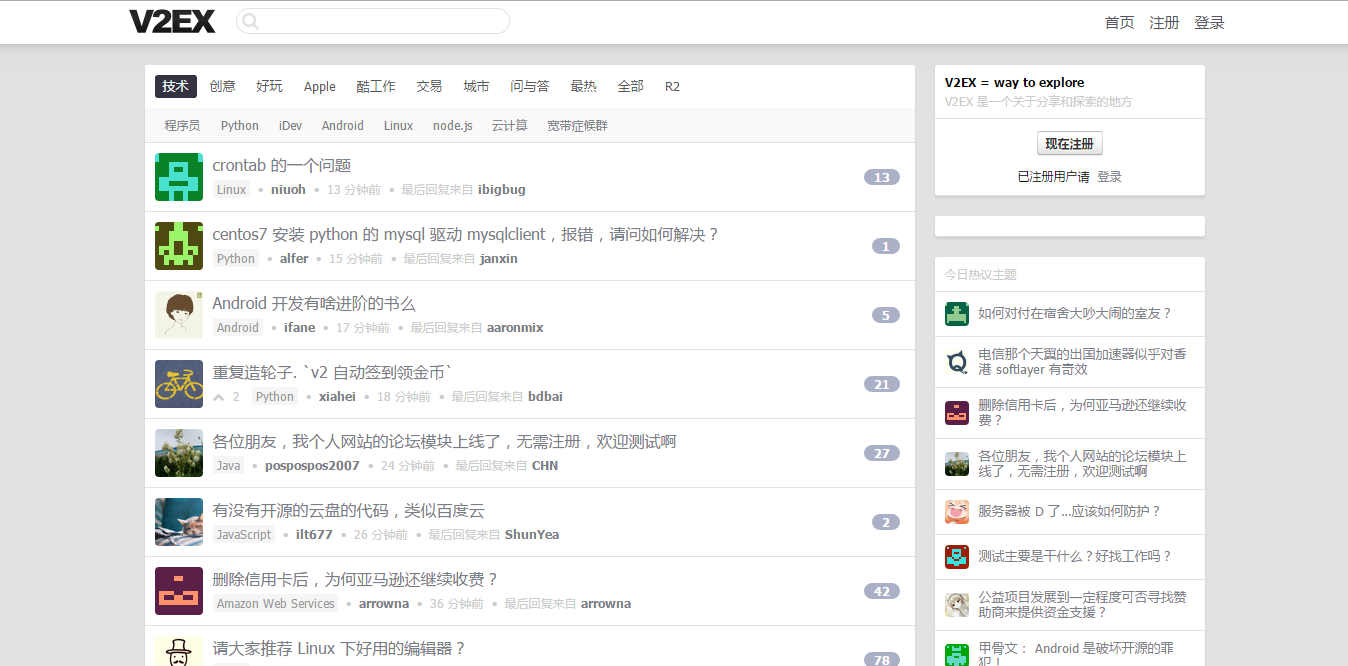 V2EX
首页 注册 登录
技术 创意 好玩 Apple 酷工作 交易 城市 问与答 最热 全部 R2
程序员 Python iDev Android Linux node.js 云计算 宽带症候群
crontab 的一个问题
Linux • niuoh • 13 分钟前 • 最后回复来自 ibigbug
13
centos7 安装 python 的 mysql 驱动 mysqlclient，报错，请问如何解决？
Python • alfer • 15 分钟前 • 最后回复来自 janxin
1
Android 开发有啥进阶的书么
Android • ifane • 17 分钟前 • 最后回复来自 aaronmix
5
重复造轮子. `v2 自动签到领金币`
2 Python • xiahei • 18 分钟前 • 最后回复来自 bdbai
21
各位朋友，我个人网站的论坛模块上线了，无需注册，欢迎测试啊
Java • pospospos2007 • 24 分钟前 • 最后回复来自 CHN
27
有没有开源的云盘的代码，类似百度云
JavaScript • ilt677 • 26 分钟前 • 最后回复来自 ShunYea
2
删除信用卡后，为何亚马逊还继续收费？
Amazon Web Services • arrowna • 36 分钟前 • 最后回复来自 arrowna
42
请大家推荐 Linux 下好用的编辑器？
78
V2EX = way to explore
V2EX 是一个关于分享和探索的地方
现在注册
已注册用户请 登录
今日热议主题
如何对付在宿舍大吵大闹的室友？
电信那个天翼的出国加速器似乎对香
港 softlayer 有奇效
删除信用卡后，为何亚马逊还继续收
费？
各位朋友，我个人网站的论坛模块上
线了，无需注册，欢迎测试啊
服务器被 D 了...应该如何防护？
测试主要是干什么？好找工作吗？
公益项目发展到一定程度可否寻找赞
助商来提供资金支援？
甲骨文： Android 是破坏开源的罪
犯！